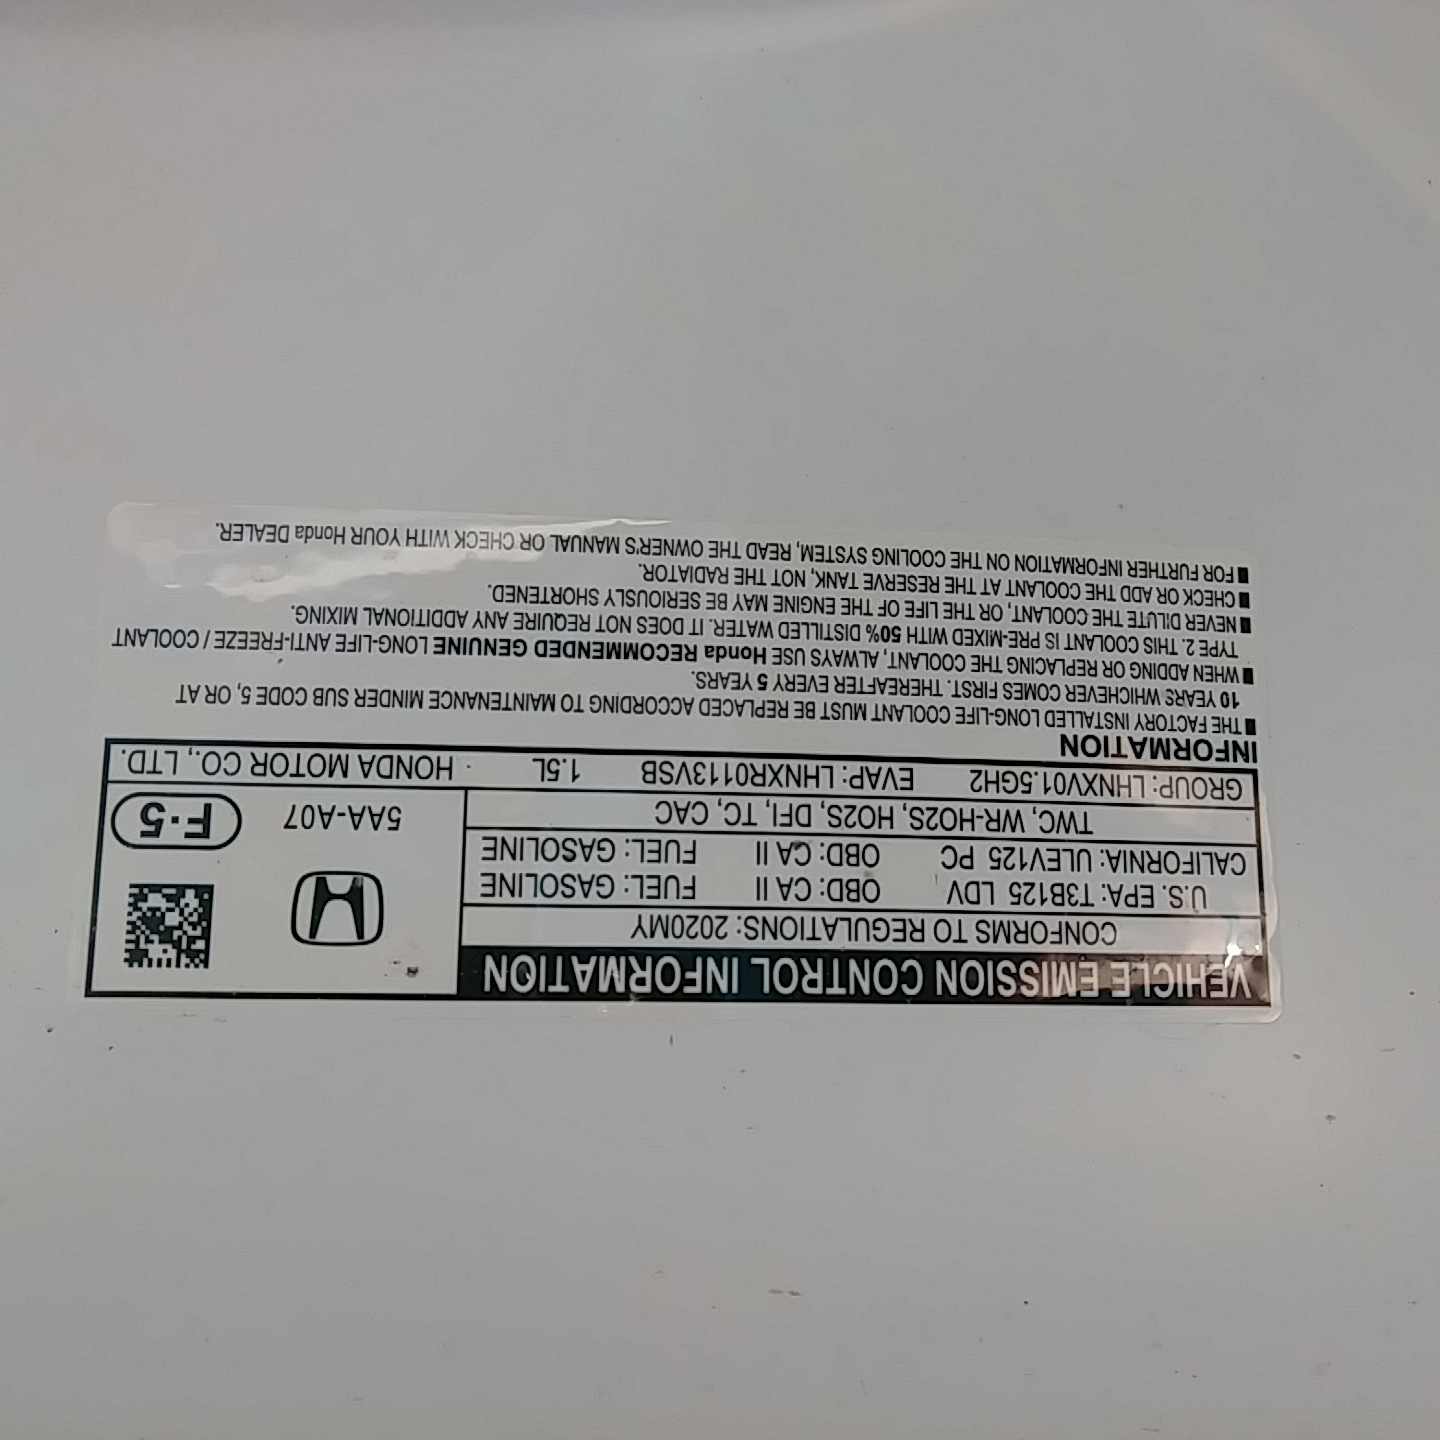 VEHICLE EMISSION CONTROL INFORMATION
CONFORMS TO REGULATIONS: 2020MY
U.S. EPA: T3B125 LDV OBD: CA II FUEL: GASOLINE
CALIFORNIA: ULEV125 PC OBD: CA II FUEL: GASOLINE
TWC, WR-HO2S, HO2S, DFI, TC, CAC
5AA-A07 F·5
GROUP: LHNXV01.5GH2 EVAP: LHNXR0113VSB 1.5L HONDA MOTOR CO., LTD.
INFORMATION
■ THE FACTORY INSTALLED LONG-LIFE COOLANT MUST BE REPLACED ACCORDING TO MAINTENANCE MINDER SUB CODE 5, OR AT
10 YEARS WHICHEVER COMES FIRST. THEREAFTER EVERY 5 YEARS.
■ WHEN ADDING OR REPLACING THE COOLANT, ALWAYS USE Honda RECOMMENDED GENUINE LONG-LIFE ANTI-FREEZE / COOLANT
TYPE 2. THIS COOLANT IS PRE-MIXED WITH 50% DISTILLED WATER. IT DOES NOT REQUIRE ANY ADDITIONAL MIXING.
■ NEVER DILUTE THE COOLANT, OR THE LIFE OF THE ENGINE MAY BE SERIOUSLY SHORTENED.
■ CHECK OR ADD THE COOLANT AT THE RESERVE TANK, NOT THE RADIATOR.
■ FOR FURTHER INFORMATION ON THE COOLING SYSTEM, READ THE OWNER'S MANUAL OR CHECK WITH YOUR Honda DEALER.